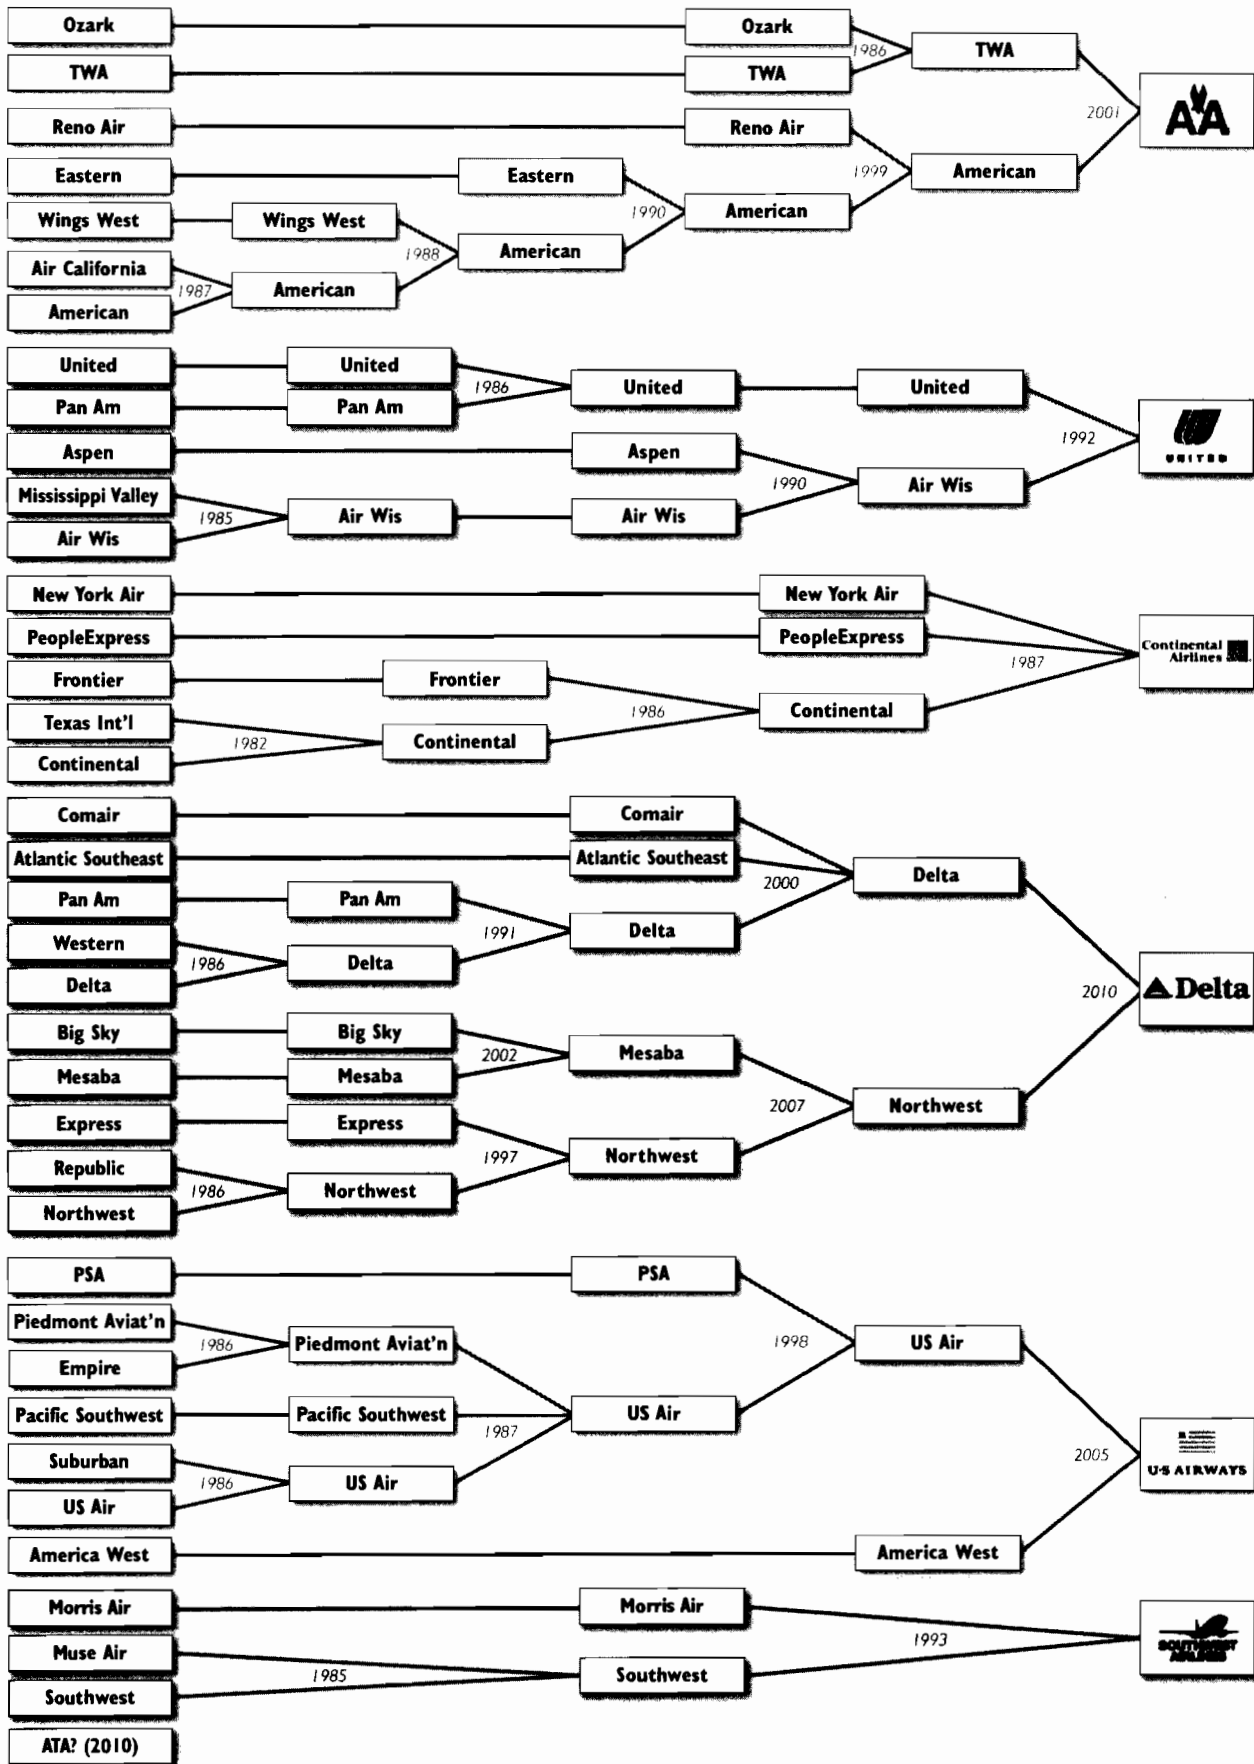 Ozark
Ozark
1986
TWA
TWA
TWA
2001
AA
Reno Air
Reno Air
1999
American
Eastern
Eastern
1990
American
Wings West
Wings West
1988
American
Air California
1987
American
American
United
United
1986
United
United
Pan Am
Pan Am
1992
UNITED
Aspen
Aspen
1990
Air Wis
Mississippi Valley
1985
Air Wis
Air Wis
Air Wis
New York Air
New York Air
PeopleExpress
PeopleExpress
1987
Continental
Airlines
Frontier
Frontier
1986
Continental
Texas Int'l
1982
Continental
Continental
Comair
Comair
Atlantic Southeast
Atlantic Southeast
2000
Delta
Pan Am
Pan Am
1991
Delta
Western
1986
Delta
Delta
2010
Delta
Big Sky
Big Sky
2002
Mesaba
Mesaba
Mesaba
2007
Northwest
Express
Express
1997
Northwest
Republic
1986
Northwest
Northwest
PSA
PSA
1998
US Air
Piedmont Aviat'n
1986
Piedmont Aviat'n
Empire
Pacific Southwest
Pacific Southwest
1987
US Air
Suburban
1986
US Air
US Air
2005
U·S AIRWAYS
America West
America West
Morris Air
Morris Air
1993
SOUTHWEST
AIRLINES
Muse Air
1985
Southwest
Southwest
ATA? (2010)